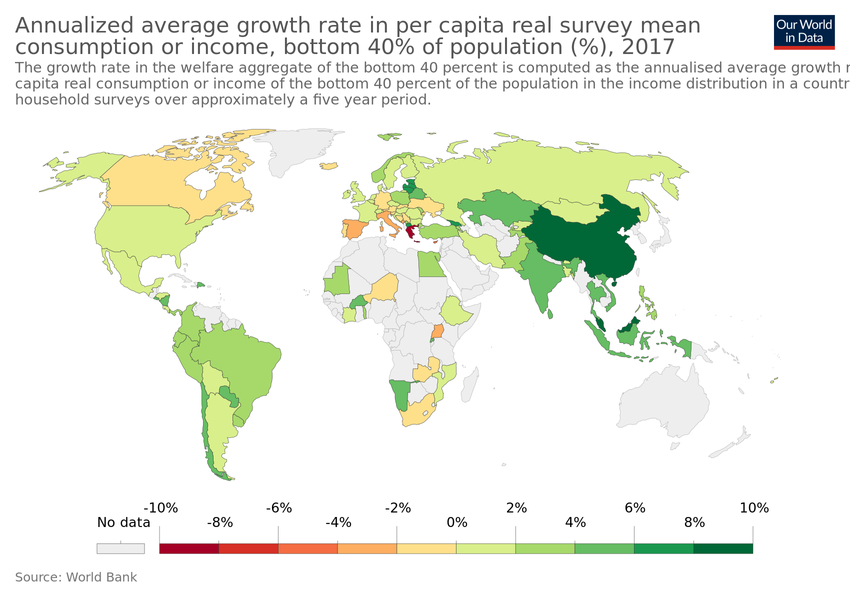 Annualized average growth rate in per capita real survey mean
consumption or income, bottom 40% of population (%), 2017
Our World
in Data
The growth rate in the welfare aggregate of the bottom 40 percent is computed as the annualised average growth r
capita real consumption or income of the bottom 40 percent of the population in the income distribution in a countr
household surveys over approximately a five year period.
-10% -6% -2% 2% 6% 10%
No data -8% -4% 0% 4% 8%
Source: World Bank